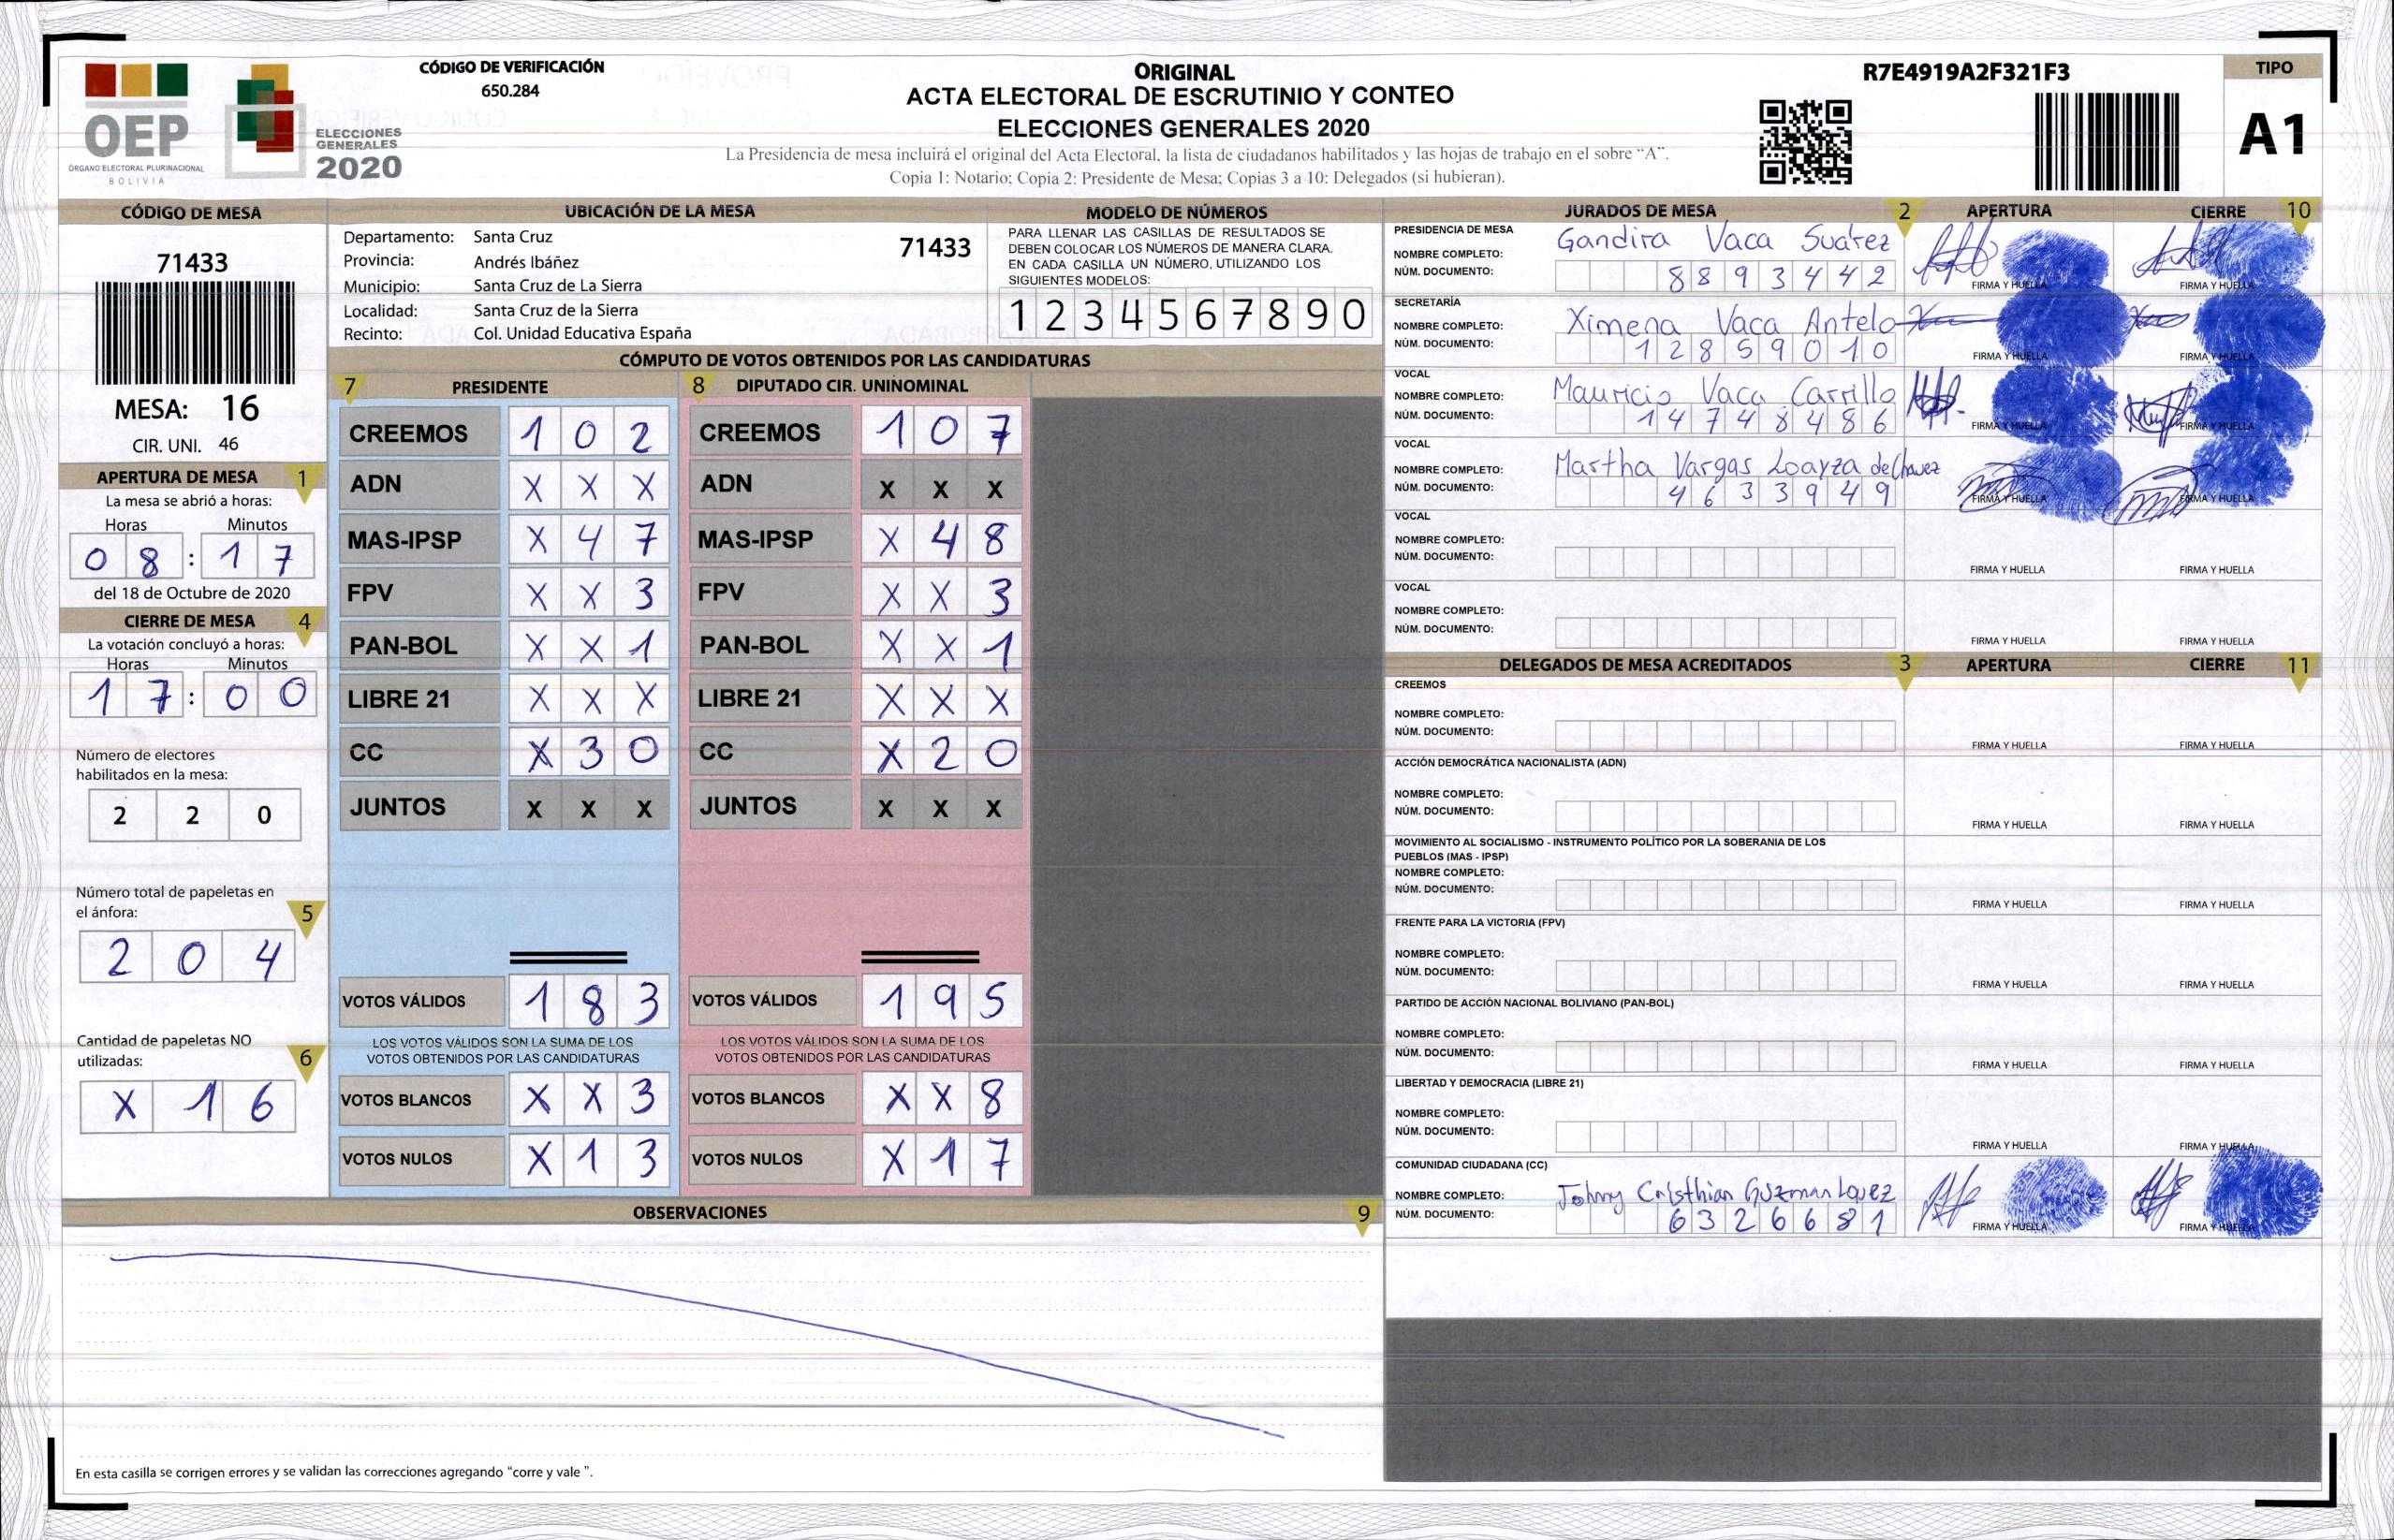 CÓDIGO DE VERIFICACIÓN
650.284
OEP
ÓRGANO ELECTORAL PLURINACIONAL
BOLIVIA
ELECCIONES
GENERALES
2020
ORIGINAL
ACTA ELECTORAL DE ESCRUTINIO Y CONTEO
ELECCIONES GENERALES 2020
La Presidencia de mesa incluirá el original del Acta Electoral, la lista de ciudadanos habilitados y las hojas de trabajo en el sobre “A”.
Copia 1: Notario; Copia 2: Presidente de Mesa; Copias 3 a 10: Delegados (si hubieran).
R7E4919A2F321F3
TIPO
A1
CÓDIGO DE MESA
71433
MESA: 16
CIR. UNI. 46
APERTURA DE MESA 1
La mesa se abrió a horas:
Horas Minutos
0 8 : 1 7
del 18 de Octubre de 2020
CIERRE DE MESA 4
La votación concluyó a horas:
Horas Minutos
1 7 : 0 0
Número de electores
habilitados en la mesa:
2 2 0
Número total de papeletas en
el ánfora: 5
2 0 4
Cantidad de papeletas NO
utilizadas: 6
X 1 6
UBICACIÓN DE LA MESA
Departamento: Santa Cruz 71433
Provincia: Andrés Ibáñez
Municipio: Santa Cruz de La Sierra
Localidad: Santa Cruz de la Sierra
Recinto: Col. Unidad Educativa España
MODELO DE NÚMEROS
PARA LLENAR LAS CASILLAS DE RESULTADOS SE
DEBEN COLOCAR LOS NÚMEROS DE MANERA CLARA.
EN CADA CASILLA UN NÚMERO, UTILIZANDO LOS
SIGUIENTES MODELOS:
1 2 3 4 5 6 7 8 9 0
CÓMPUTO DE VOTOS OBTENIDOS POR LAS CANDIDATURAS
7 PRESIDENTE 8 DIPUTADO CIR. UNINOMINAL
CREEMOS 1 0 2 CREEMOS 1 0 7
ADN X X X ADN X X X
MAS-IPSP X 4 7 MAS-IPSP X 4 8
FPV X X 3 FPV X X 3
PAN-BOL X X 1 PAN-BOL X X 1
LIBRE 21 X X X LIBRE 21 X X X
CC X 3 0 CC X 2 0
JUNTOS X X X JUNTOS X X X
VOTOS VÁLIDOS 1 8 3 VOTOS VÁLIDOS 1 9 5
LOS VOTOS VÁLIDOS SON LA SUMA DE LOS LOS VOTOS VÁLIDOS SON LA SUMA DE LOS
VOTOS OBTENIDOS POR LAS CANDIDATURAS VOTOS OBTENIDOS POR LAS CANDIDATURAS
VOTOS BLANCOS X X 3 VOTOS BLANCOS X X 8
VOTOS NULOS X 1 3 VOTOS NULOS X 1 7
OBSERVACIONES 9
En esta casilla se corrigen errores y se validan las correcciones agregando “corre y vale ”.
JURADOS DE MESA 2 APERTURA CIERRE 10
PRESIDENCIA DE MESA
NOMBRE COMPLETO: Gandira Vaca Suárez
NÚM. DOCUMENTO: 8 8 9 3 4 4 2 FIRMA Y HUELLA FIRMA Y HUELLA
SECRETARÍA
NOMBRE COMPLETO: Ximena Vaca Antelo
NÚM. DOCUMENTO: 1 2 8 5 9 0 1 0 FIRMA Y HUELLA FIRMA Y HUELLA
VOCAL
NOMBRE COMPLETO: Mauricio Vaca Carrillo
NÚM. DOCUMENTO: 1 4 7 4 8 4 8 6 FIRMA Y HUELLA FIRMA Y HUELLA
VOCAL
NOMBRE COMPLETO: Martha Vargas Loayza de Chavez
NÚM. DOCUMENTO: 4 6 3 3 9 4 9 FIRMA Y HUELLA FIRMA Y HUELLA
VOCAL
NOMBRE COMPLETO:
NÚM. DOCUMENTO: FIRMA Y HUELLA FIRMA Y HUELLA
VOCAL
NOMBRE COMPLETO:
NÚM. DOCUMENTO: FIRMA Y HUELLA FIRMA Y HUELLA
DELEGADOS DE MESA ACREDITADOS 3 APERTURA CIERRE 11
CREEMOS
NOMBRE COMPLETO:
NÚM. DOCUMENTO: FIRMA Y HUELLA FIRMA Y HUELLA
ACCIÓN DEMOCRÁTICA NACIONALISTA (ADN)
NOMBRE COMPLETO:
NÚM. DOCUMENTO: FIRMA Y HUELLA FIRMA Y HUELLA
MOVIMIENTO AL SOCIALISMO - INSTRUMENTO POLÍTICO POR LA SOBERANIA DE LOS
PUEBLOS (MAS - IPSP)
NOMBRE COMPLETO:
NÚM. DOCUMENTO: FIRMA Y HUELLA FIRMA Y HUELLA
FRENTE PARA LA VICTORIA (FPV)
NOMBRE COMPLETO:
NÚM. DOCUMENTO: FIRMA Y HUELLA FIRMA Y HUELLA
PARTIDO DE ACCIÓN NACIONAL BOLIVIANO (PAN-BOL)
NOMBRE COMPLETO:
NÚM. DOCUMENTO: FIRMA Y HUELLA FIRMA Y HUELLA
LIBERTAD Y DEMOCRACIA (LIBRE 21)
NOMBRE COMPLETO:
NÚM. DOCUMENTO: FIRMA Y HUELLA FIRMA Y HUELLA
COMUNIDAD CIUDADANA (CC)
NOMBRE COMPLETO: Johny Cristhian Guzman
NÚM. DOCUMENTO: 6 3 2 6 6 8 1 FIRMA Y HUELLA FIRMA Y HUELLA